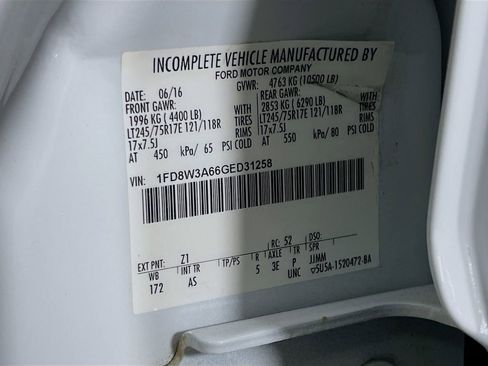 INCOMPLETE VEHICLE MANUFACTURED BY
FORD MOTOR COMPANY
DATE: 06/16 GVWR: 4763 KG (10500 LB)
FRONT GAWR: REAR GAWR:
1996 KG ( 4400 LB) WITH 2853 KG ( 6290 LB) WITH
LT245/75R17E 121/118R TIRES LT245/75R17E 121/118R TIRES
17x7.5J RIMS 17x7.5J RIMS
AT 450 kPa/ 65 PSI COLD AT 550 kPa/ 80 PSI COLD
VIN: 1FD8W3A66GED31258
EXT PNT: Z1 RC: 52 DSO:
WB INT TR TP/PS R AXLE TR SPR
172 AS 5 3E P JJMM
UNC 5U5A-1520472-BA